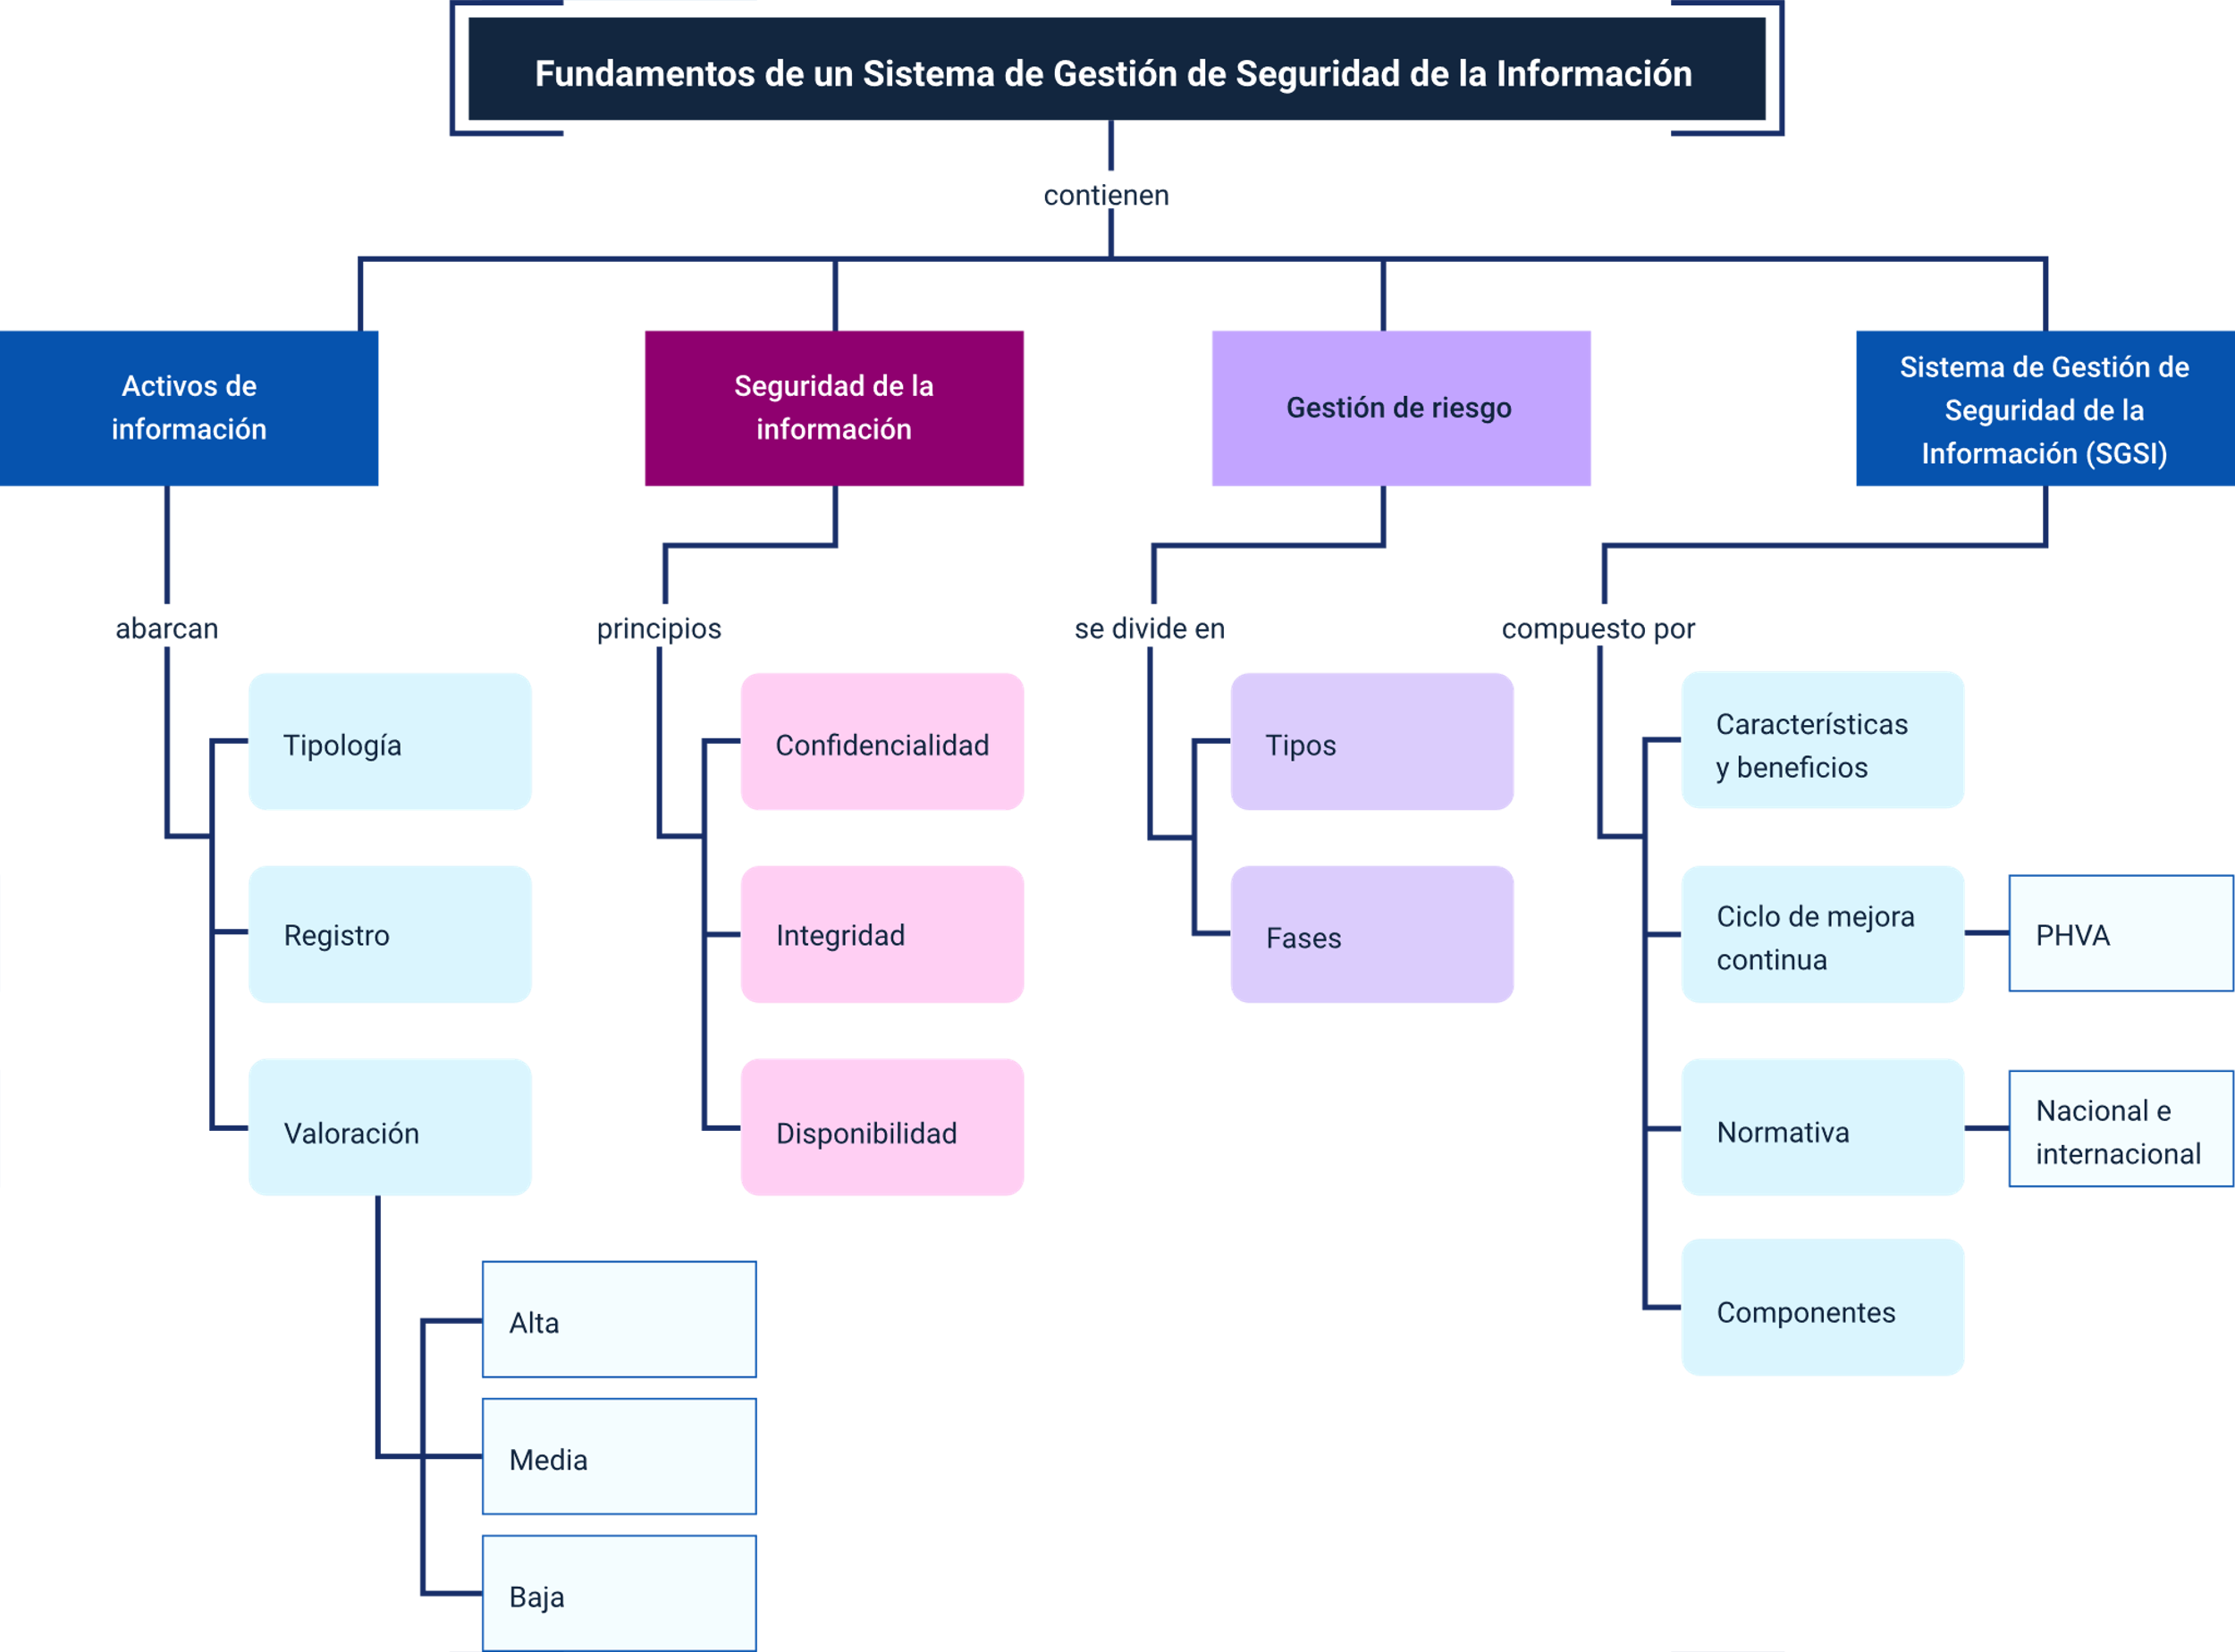 Fundamentos de un Sistema de Gestión de Seguridad de la Información
contienen
Activos de
información
Seguridad de la
información
Gestión de riesgo
Sistema de Gestión de
Seguridad de la
Información (SGSI)
abarcan
Tipología
Registro
Valoración
Alta
Media
Baja
principios
Confidencialidad
Integridad
Disponibilidad
se divide en
Tipos
Fases
compuesto por
Características
y beneficios
Ciclo de mejora
continua
PHVA
Normativa
Nacional e
internacional
Componentes